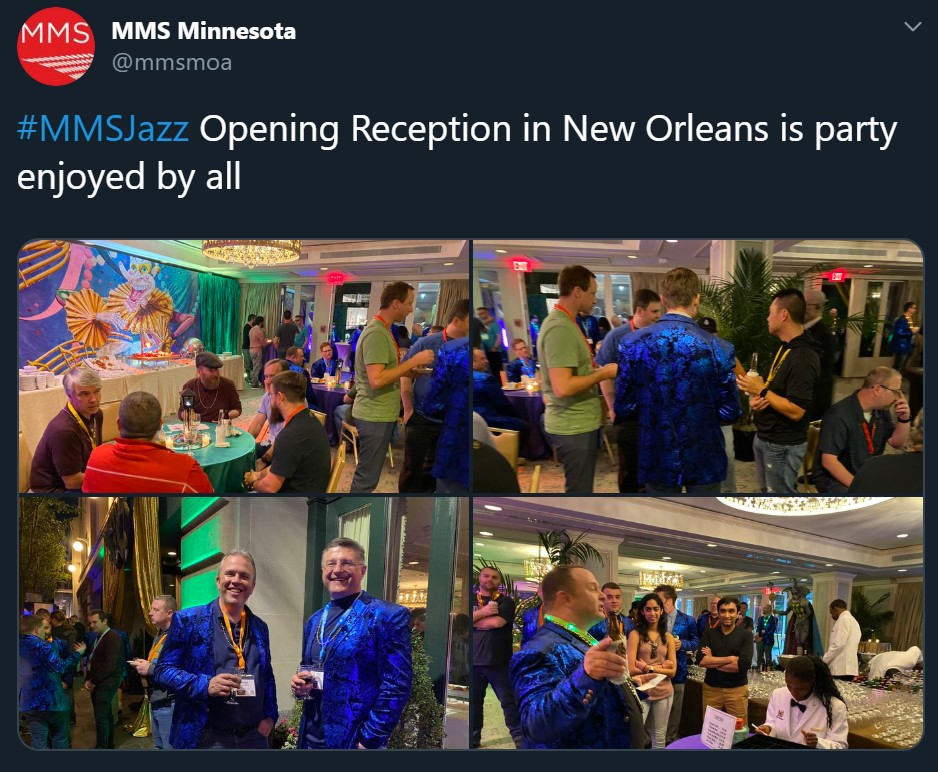 MMS
MMS Minnesota
@mmsmoa
#MMSJazz Opening Reception in New Orleans is party
enjoyed by all